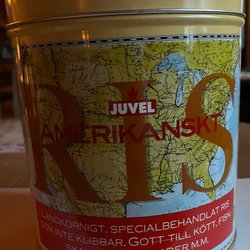 JUVEL
AMERIKANSKT
RIS
LÅNGKORNIGT, SPECIALBEHANDLAT RIS
SOM INTE KLIBBAR. GOTT TILL KÖTT, FISK,
M.M.